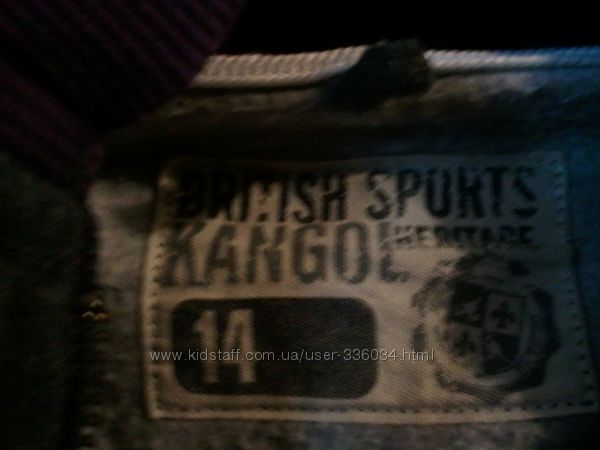 BRITISH SPORTS
KANGOL HERITAGE
14
www.kidstaff.com.ua/user-336034.html